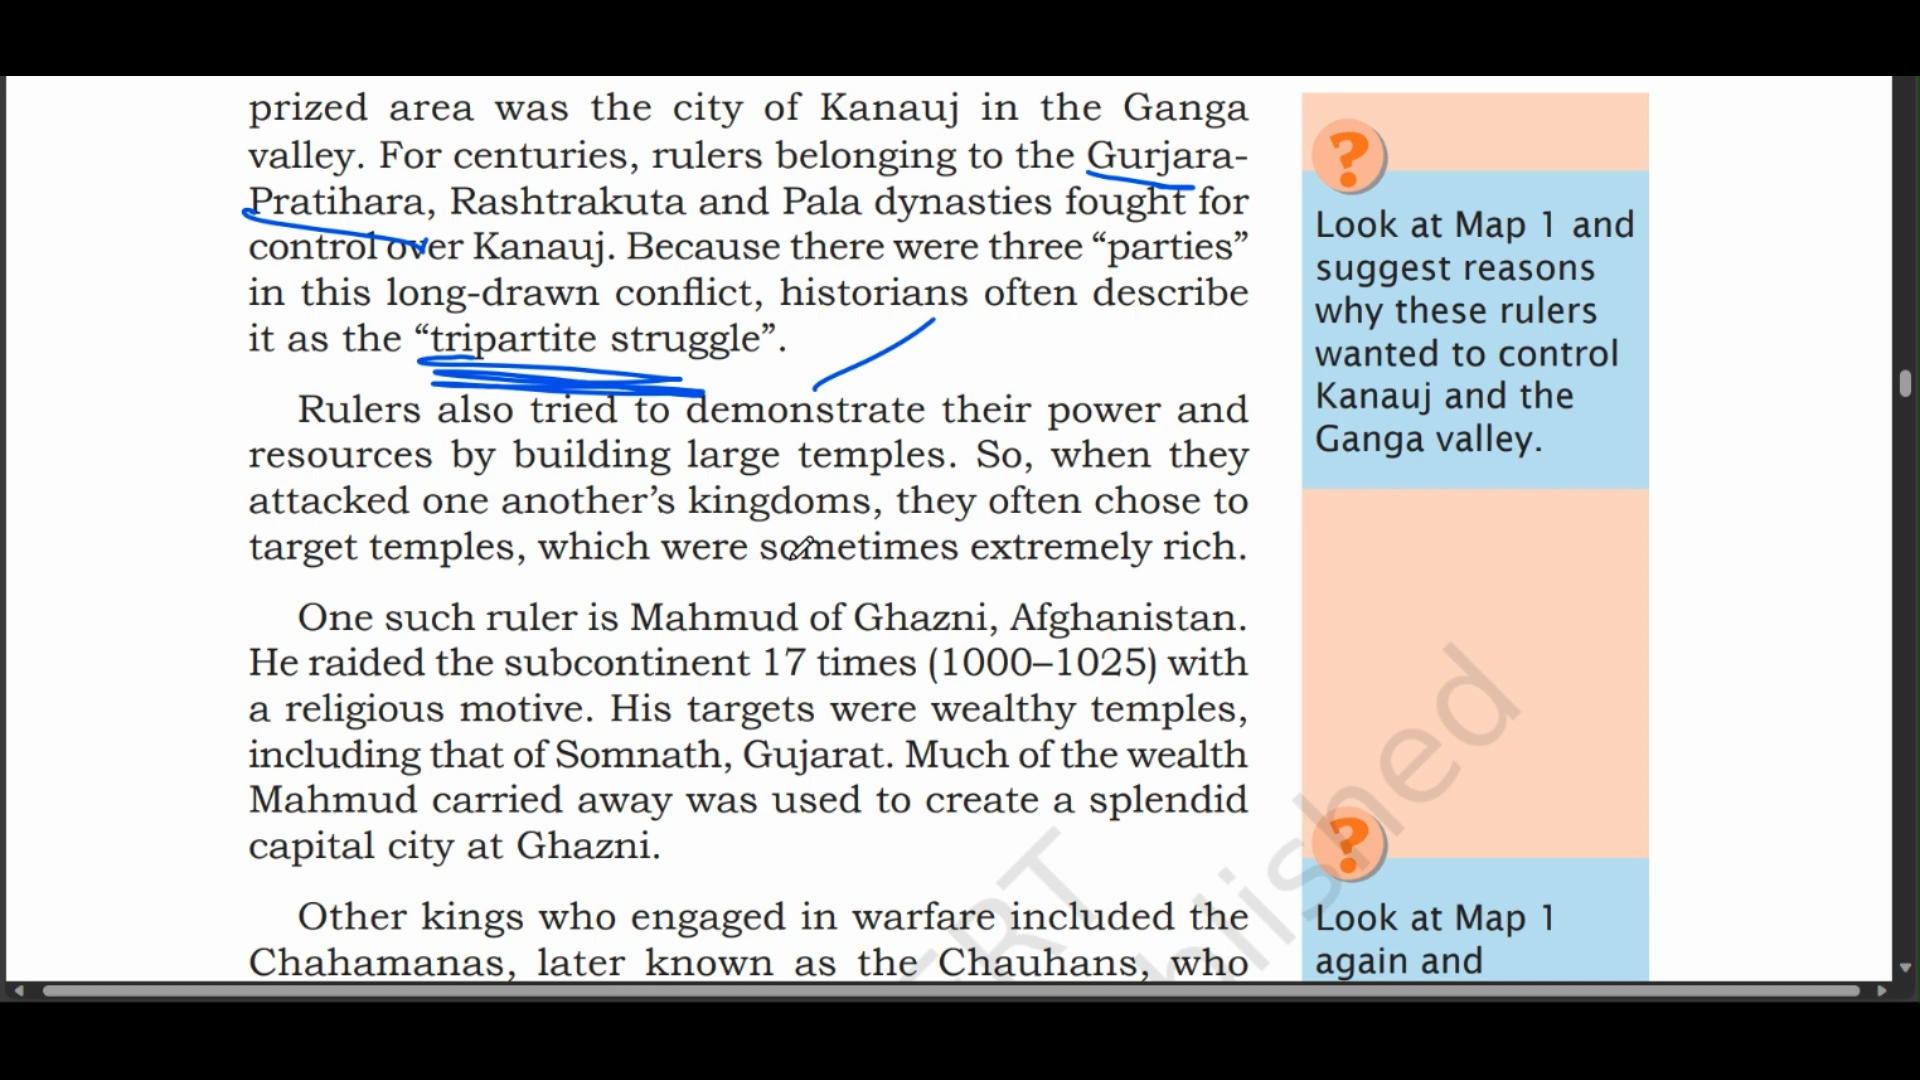 prized area was the city of Kanauj in the Ganga
valley. For centuries, rulers belonging to the Gurjara-
Pratihara, Rashtrakuta and Pala dynasties fought for
control over Kanauj. Because there were three “parties”
in this long-drawn conflict, historians often describe
it as the “tripartite struggle”.
Rulers also tried to demonstrate their power and
resources by building large temples. So, when they
attacked one another’s kingdoms, they often chose to
target temples, which were sometimes extremely rich.
One such ruler is Mahmud of Ghazni, Afghanistan.
He raided the subcontinent 17 times (1000–1025) with
a religious motive. His targets were wealthy temples,
including that of Somnath, Gujarat. Much of the wealth
Mahmud carried away was used to create a splendid
capital city at Ghazni.
Other kings who engaged in warfare included the
Chahamanas, later known as the Chauhans, who
?
Look at Map 1 and
suggest reasons
why these rulers
wanted to control
Kanauj and the
Ganga valley.
?
Look at Map 1
again and